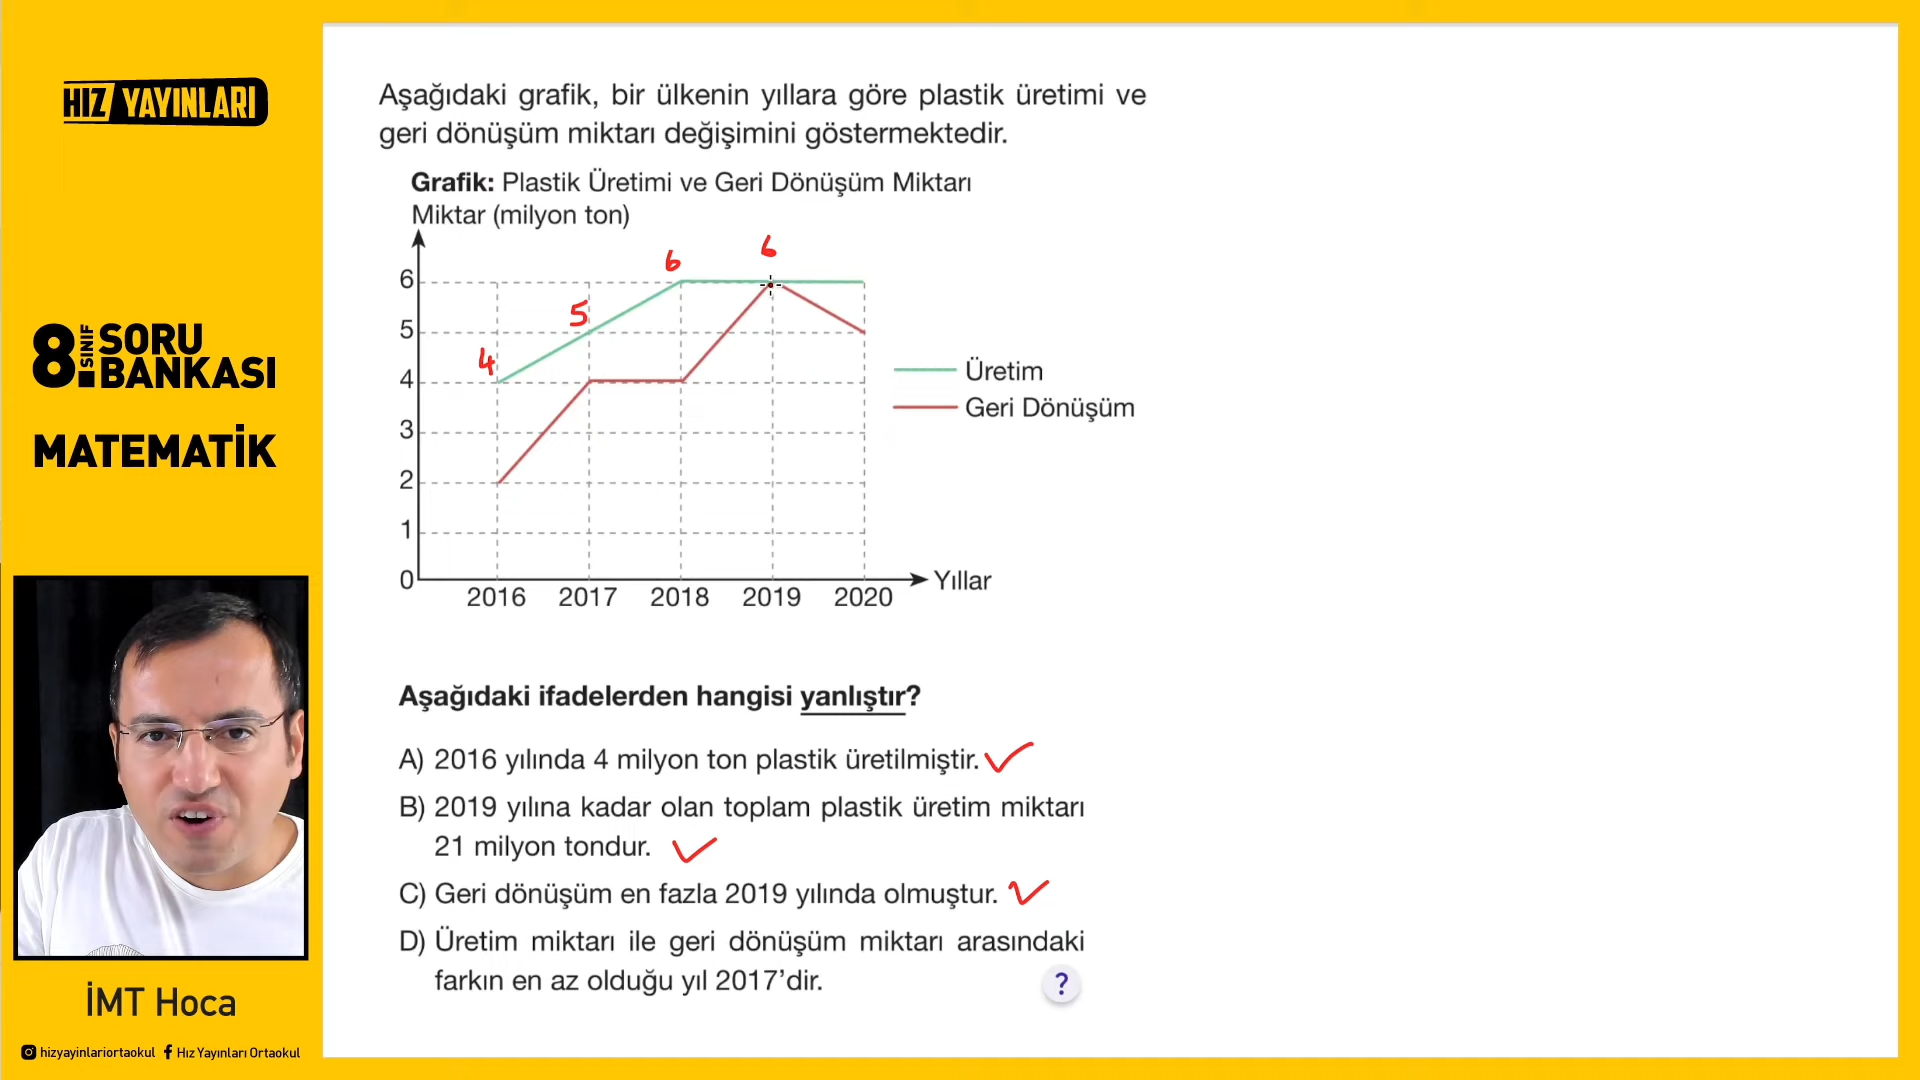 HIZ YAYINLARI
8. SINIF SORU BANKASI
MATEMATİK
İMT Hoca
hizyayinlariortaokul Hız Yayınları Ortaokul
Aşağıdaki grafik, bir ülkenin yıllara göre plastik üretimi ve
geri dönüşüm miktarı değişimini göstermektedir.
Grafik: Plastik Üretimi ve Geri Dönüşüm Miktarı
Miktar (milyon ton)
6 6
6
5 5
4 4
3
2
1
0
2016 2017 2018 2019 2020
Yıllar
Üretim
Geri Dönüşüm
Aşağıdaki ifadelerden hangisi yanlıştır?
A) 2016 yılında 4 milyon ton plastik üretilmiştir.
B) 2019 yılına kadar olan toplam plastik üretim miktarı
21 milyon tondur.
C) Geri dönüşüm en fazla 2019 yılında olmuştur.
D) Üretim miktarı ile geri dönüşüm miktarı arasındaki
farkın en az olduğu yıl 2017’dir.
?